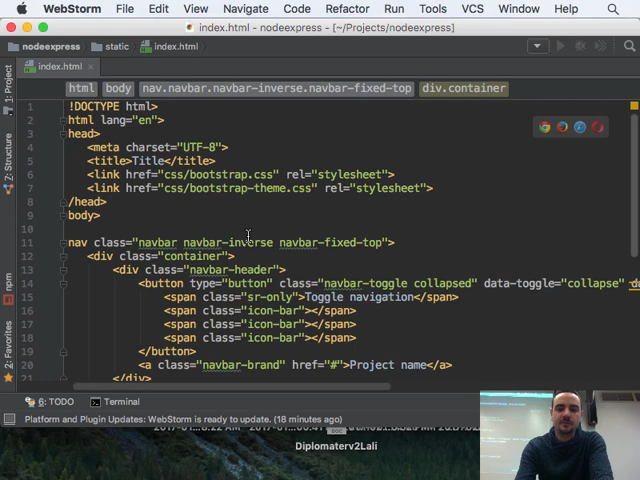 WebStorm File Edit View Navigate Code Refactor Run Tools VCS Window Help
index.html - nodeexpress - [~/Projects/nodeexpress]
nodeexpress static index.html
index.html
html body nav.navbar.navbar-inverse.navbar-fixed-top div.container
1: Project
7: Structure
npm
2: Favorites
1 !DOCTYPE html>
2 html lang="en">
3 head>
4 <meta charset="UTF-8">
5 <title>Title</title>
6 <link href="css/bootstrap.css" rel="stylesheet">
7 <link href="css/bootstrap-theme.css" rel="stylesheet">
8 /head>
9 body>
10
11 nav class="navbar navbar-inverse navbar-fixed-top">
12 <div class="container">
13 <div class="navbar-header">
14 <button type="button" class="navbar-toggle collapsed" data-toggle="collapse" da
15 <span class="sr-only">Toggle navigation</span>
16 <span class="icon-bar"></span>
17 <span class="icon-bar"></span>
18 <span class="icon-bar"></span>
19 </button>
20 <a class="navbar-brand" href="#">Project name</a>
21 </div>
6: TODO Terminal
Platform and Plugin Updates: WebStorm is ready to update. (18 minutes ago)
DOC
Diplomaterv2Lali